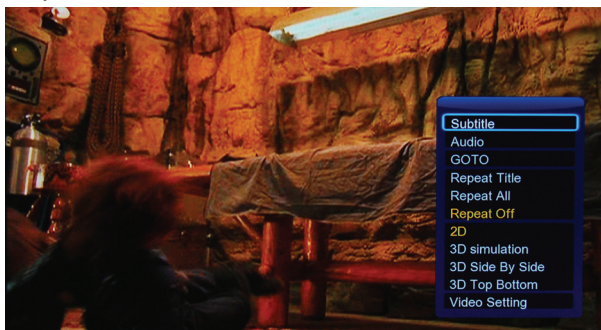 Subtitle
Audio
GOTO
Repeat Title
Repeat All
Repeat Off
2D
3D simulation
3D Side By Side
3D Top Bottom
Video Setting